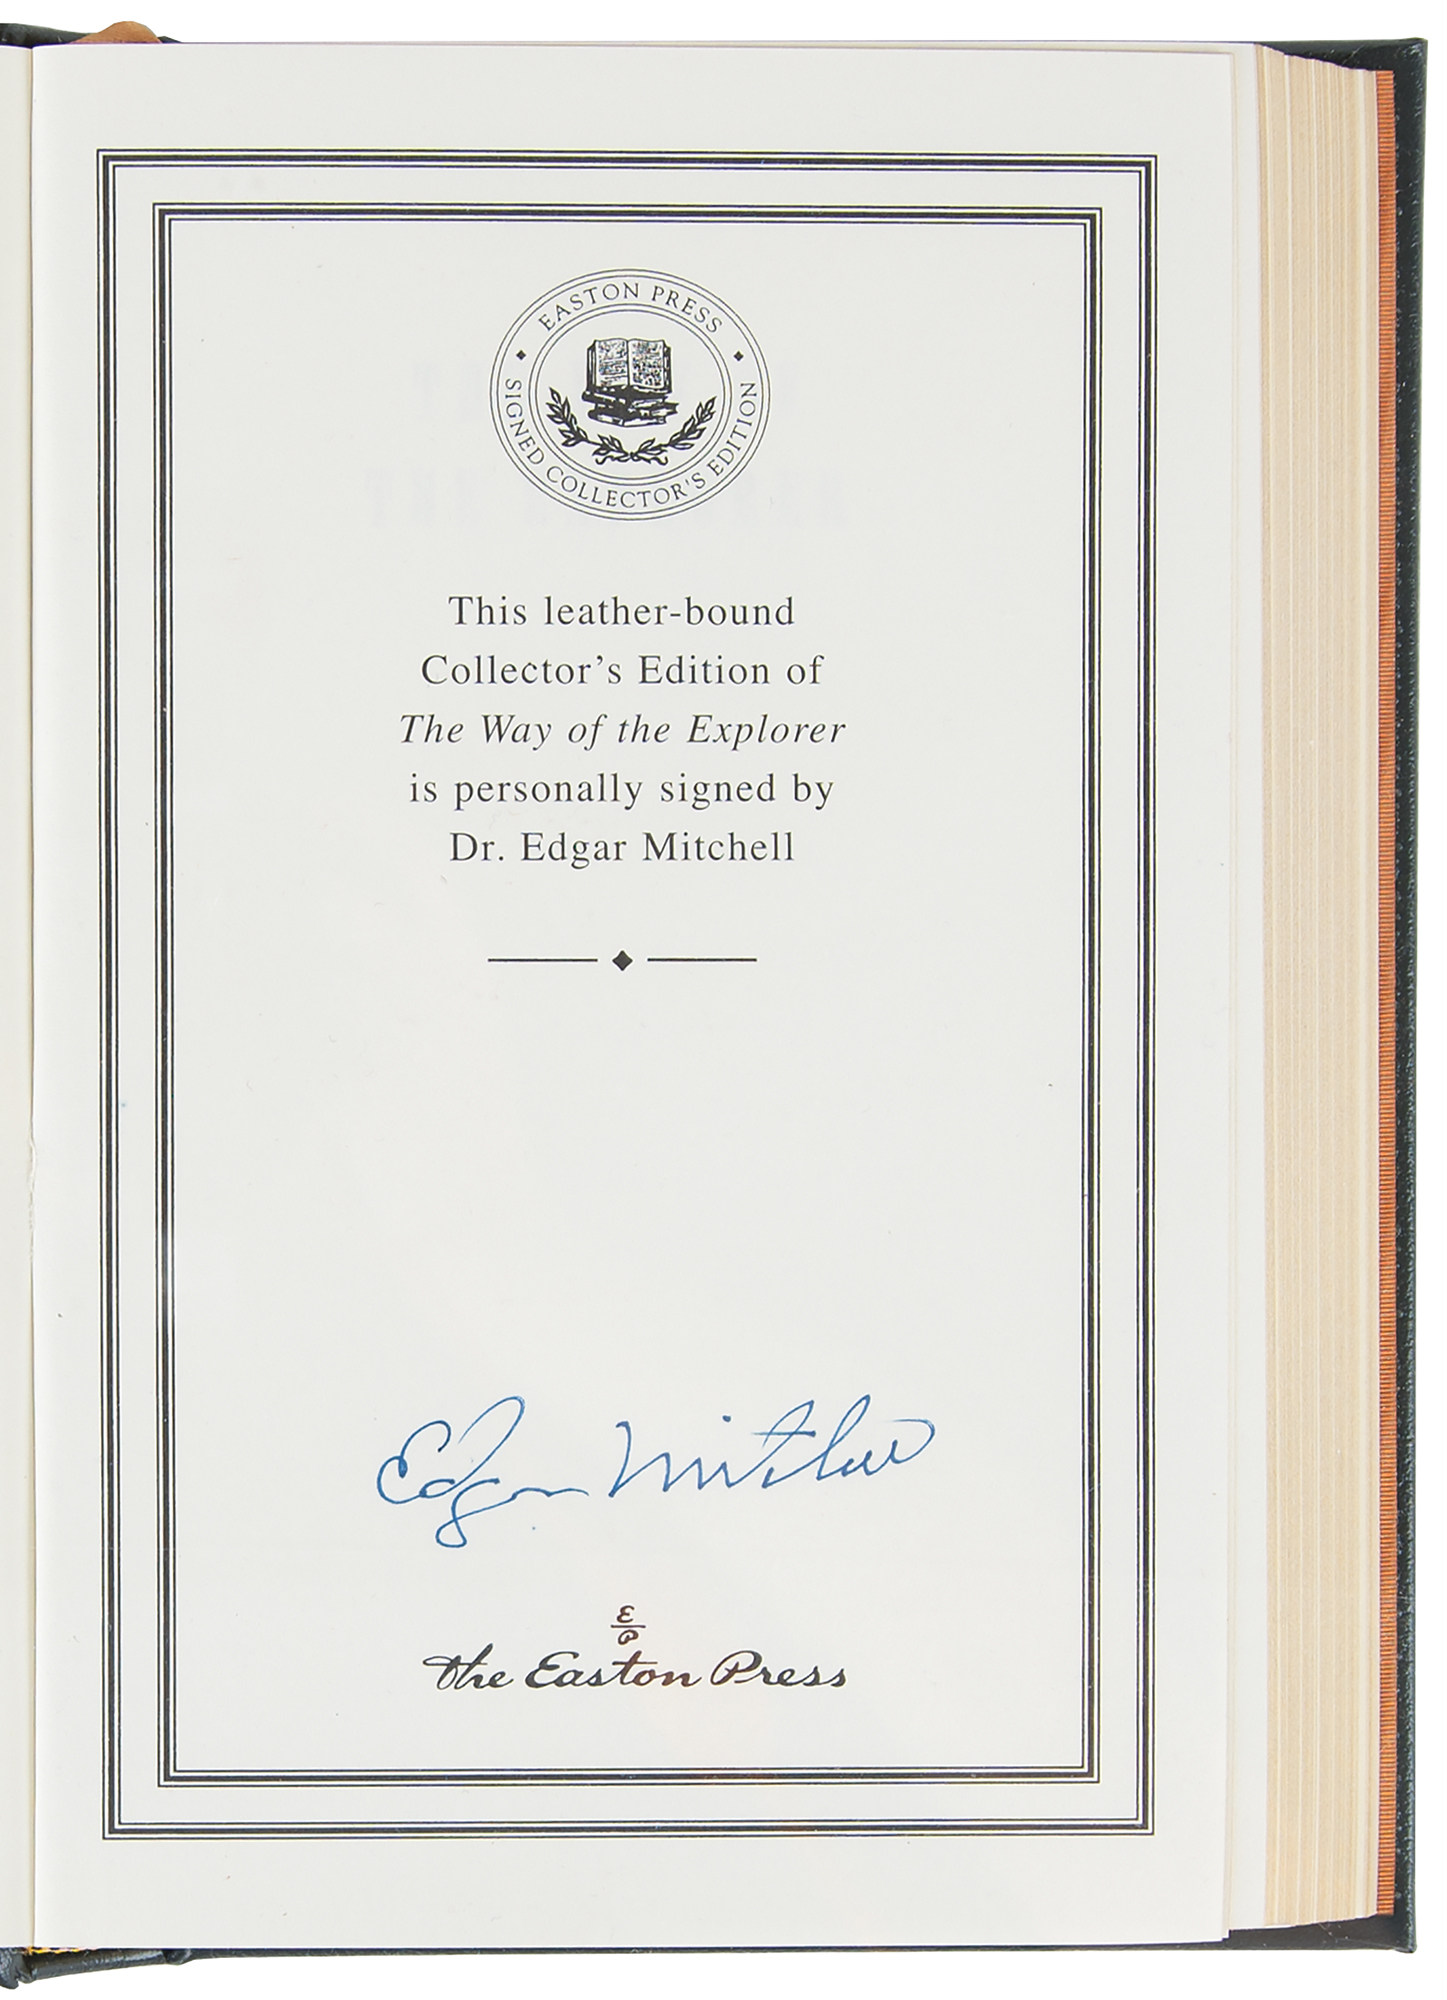 EASTON PRESS
SIGNED COLLECTOR'S EDITION
This leather-bound
Collector's Edition of
The Way of the Explorer
is personally signed by
Dr. Edgar Mitchell
Edgar Mitchell
E
P
The Easton Press